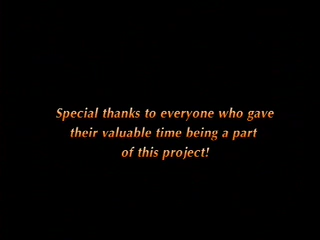 Special thanks to everyone who gave
their valuable time being a part
of this project!